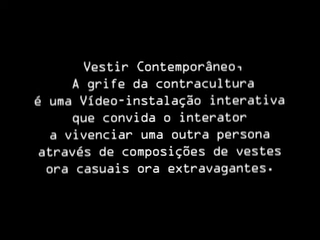 Vestir Contemporâneo,
A grife da contracultura
é uma Vídeo-instalação interativa
que convida o interator
a vivenciar uma outra persona
através de composições de vestes
ora casuais ora extravagantes.